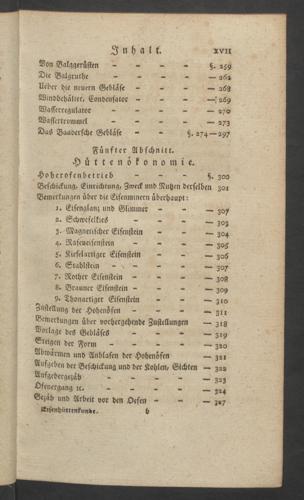 Inhalt. XVII
Von Balggerüsten - - - - §. 259
Die Balgruthe - - - - — 262
Ueber die neuern Gebläse - - - — 268
Windbehälter, Condensator - - - — 269
Wasserregulator - - - - — 270
Wassertrommel - - - - — 273
Das Baadersche Gebläse - - §. 274—297
Fünfter Abschnitt.
Hüttenökonomie.
Hoherofenbetrieb - - - - §. 300
Beschickung, Einrichtung, Zweck und Nutzen derselben 301
Bemerkungen über die Eisenminern überhaupt:
1. Eisenglanz und Glimmer - - — 307
2. Schwefelkies - - - — 303
3. Magnetischer Eisenstein - - — 304
4. Raseneisenstein - - - — 305
5. Kieselartiger Eisenstein - - — 306
6. Stahlstein - - - - — 307
7. Rother Eisenstein - - - — 308
8. Brauner Eisenstein - - - — 309
9. Thonartiger Eisenstein - - — 310
Zustellung der Hohenöfen - - - — 311
Bemerkungen über vorhergehende Zustellungen — 318
Vorlage des Gebläses - - - — 319
Steigen der Form - - - - — 320
Abwärmen und Anblasen der Hohenöfen - — 321
Aufgeben der Beschickung und der Kohlen, Gichten — 322
Aufgebergezäh - - - - — 323
Ofenergang ꝛc. - - - - — 324
Gezäh und Arbeit vor den Oefen - - — 327
Eisenhüttenkunde. b